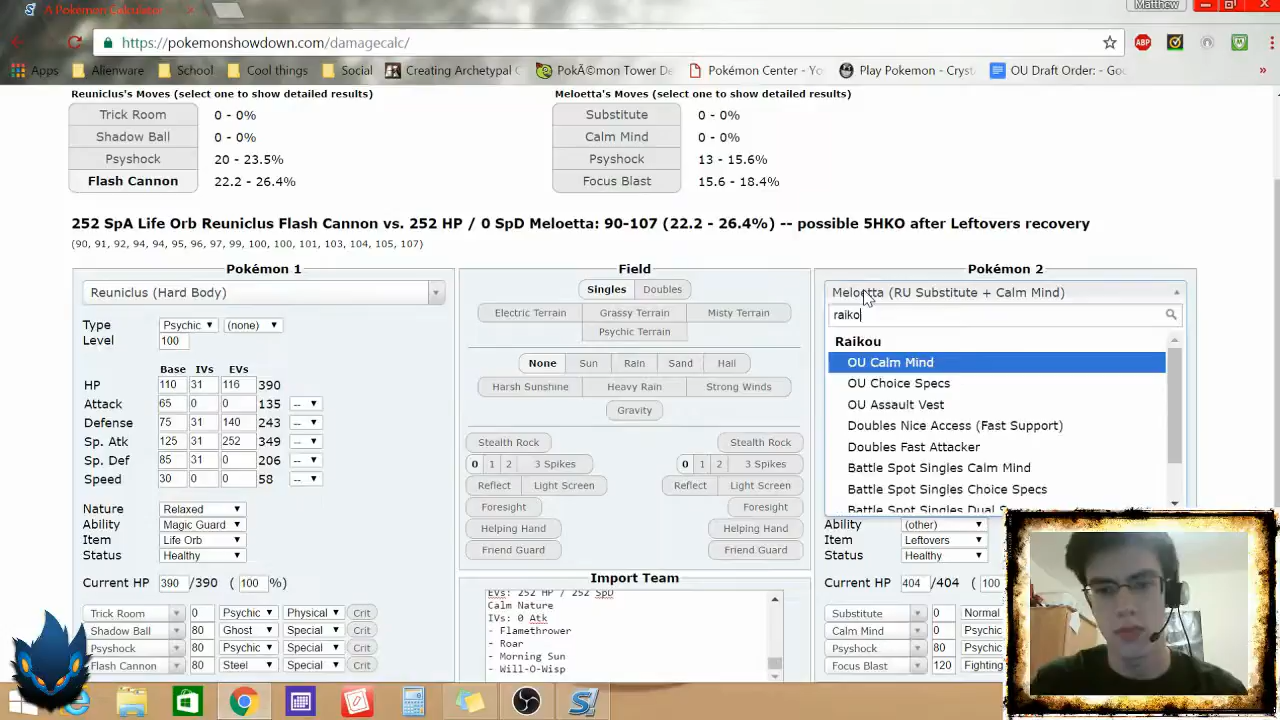 A Pokémon Calculator
Matthew
https://pokemonshowdown.com/damagecalc/
ABP
Apps Alienware School Cool things Social Creating Archetypal PokÃ©mon Tower De Pokémon Center - Yo Play Pokemon - Cryst OU Draft Order: - Goo »
Reuniclus's Moves (select one to show detailed results)
Meloetta's Moves (select one to show detailed results)
Trick Room 0 - 0%
Substitute 0 - 0%
Shadow Ball 0 - 0%
Calm Mind 0 - 0%
Psyshock 20 - 23.5%
Psyshock 13 - 15.6%
Flash Cannon 22.2 - 26.4%
Focus Blast 15.6 - 18.4%
252 SpA Life Orb Reuniclus Flash Cannon vs. 252 HP / 0 SpD Meloetta: 90-107 (22.2 - 26.4%) -- possible 5HKO after Leftovers recovery
(90, 91, 92, 94, 94, 95, 96, 97, 99, 100, 100, 101, 103, 104, 105, 107)
Pokémon 1
Reuniclus (Hard Body)
Type Psychic (none)
Level 100
Base IVs EVs
HP 110 31 116 390
Attack 65 0 0 135 --
Defense 75 31 140 243 --
Sp. Atk 125 31 252 349 --
Sp. Def 85 31 0 206 --
Speed 30 0 0 58 --
Nature Relaxed
Ability Magic Guard
Item Life Orb
Status Healthy
Current HP 390 /390 ( 100 %)
Trick Room 0 Psychic Physical Crit
Shadow Ball 80 Ghost Special Crit
Psyshock 80 Psychic Special Crit
Flash Cannon 80 Steel Special Crit
Field
Singles Doubles
Electric Terrain Grassy Terrain Misty Terrain
Psychic Terrain
None Sun Rain Sand Hail
Harsh Sunshine Heavy Rain Strong Winds
Gravity
Stealth Rock Stealth Rock
0 1 2 3 Spikes 0 1 2 3 Spikes
Reflect Light Screen Reflect Light Screen
Foresight Foresight
Helping Hand Helping Hand
Friend Guard Friend Guard
Import Team
EVs: 252 HP / 252 SpD
Calm Nature
IVs: 0 Atk
- Flamethrower
- Roar
- Morning Sun
- Will-O-Wisp
Pokémon 2
Meloetta (RU Substitute + Calm Mind)
raiko
Raikou
OU Calm Mind
OU Choice Specs
OU Assault Vest
Doubles Nice Access (Fast Support)
Doubles Fast Attacker
Battle Spot Singles Calm Mind
Battle Spot Singles Choice Specs
Battle Spot Singles Dual S
Ability (other)
Item Leftovers
Status Healthy
Current HP 404 /404 ( 100
Substitute 0 Normal
Calm Mind 0 Psychic
Psyshock 80 Psychic
Focus Blast 120 Fighting